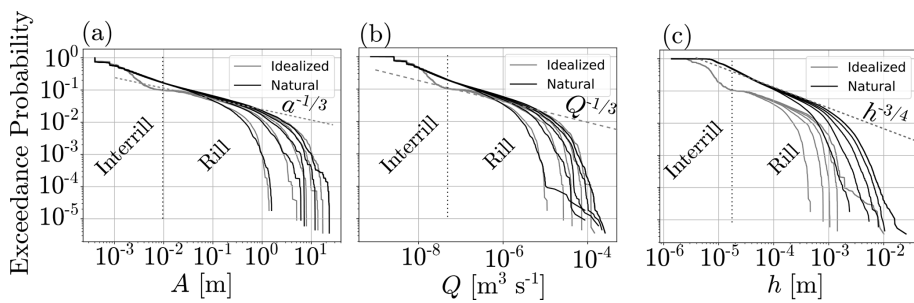 (a)
(b)
(c)
Exceedance Probability
10^0
10^-1
10^-2
10^-3
10^-4
10^-5
Idealized
Natural
a^-1/3
Interrill
Rill
10^-3 10^-2 10^-1 10^0 10^1
A [m]
Idealized
Natural
Q^-1/3
Interrill
Rill
10^-8 10^-6 10^-4
Q [m^3 s^-1]
Idealized
Natural
h^-3/4
Interrill
Rill
10^-6 10^-5 10^-4 10^-3 10^-2
h [m]